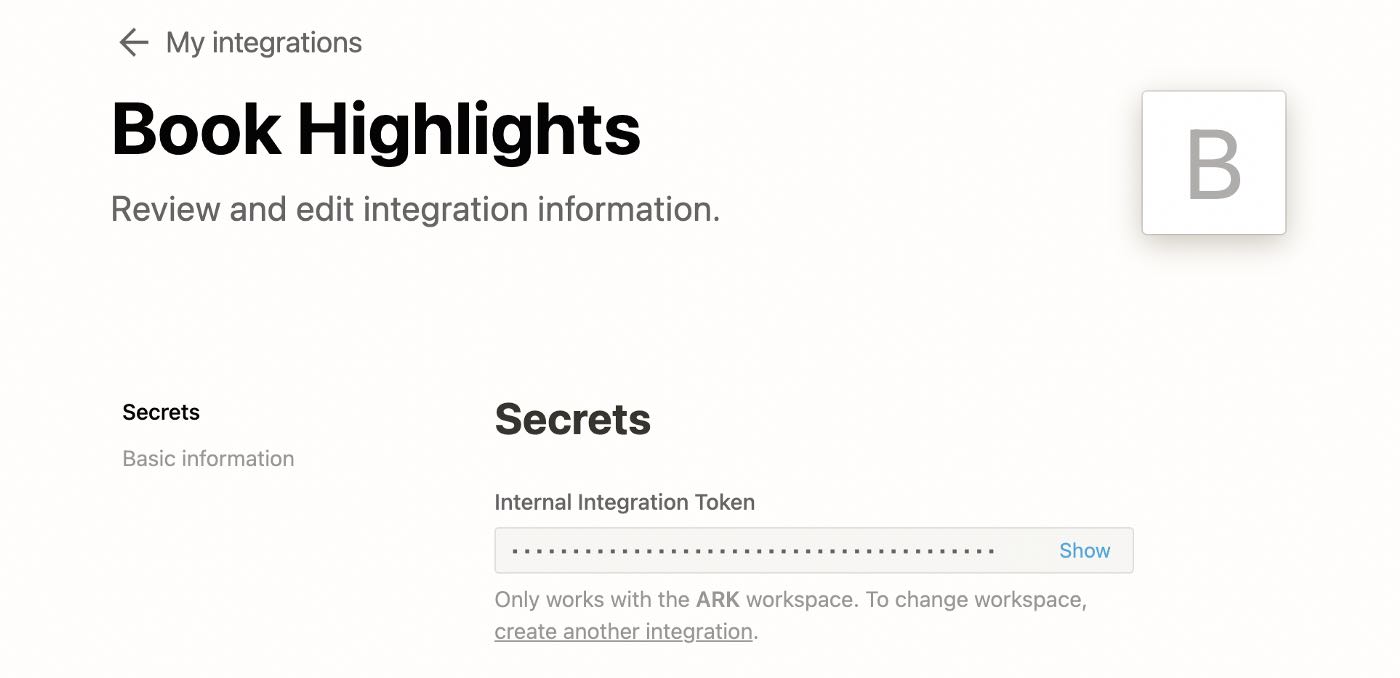 ← My integrations
Book Highlights
B
Review and edit integration information.
Secrets
Basic information
Secrets
Internal Integration Token
••••••••••••••••••••••••••••••••••••••••• Show
Only works with the ARK workspace. To change workspace,
create another integration.